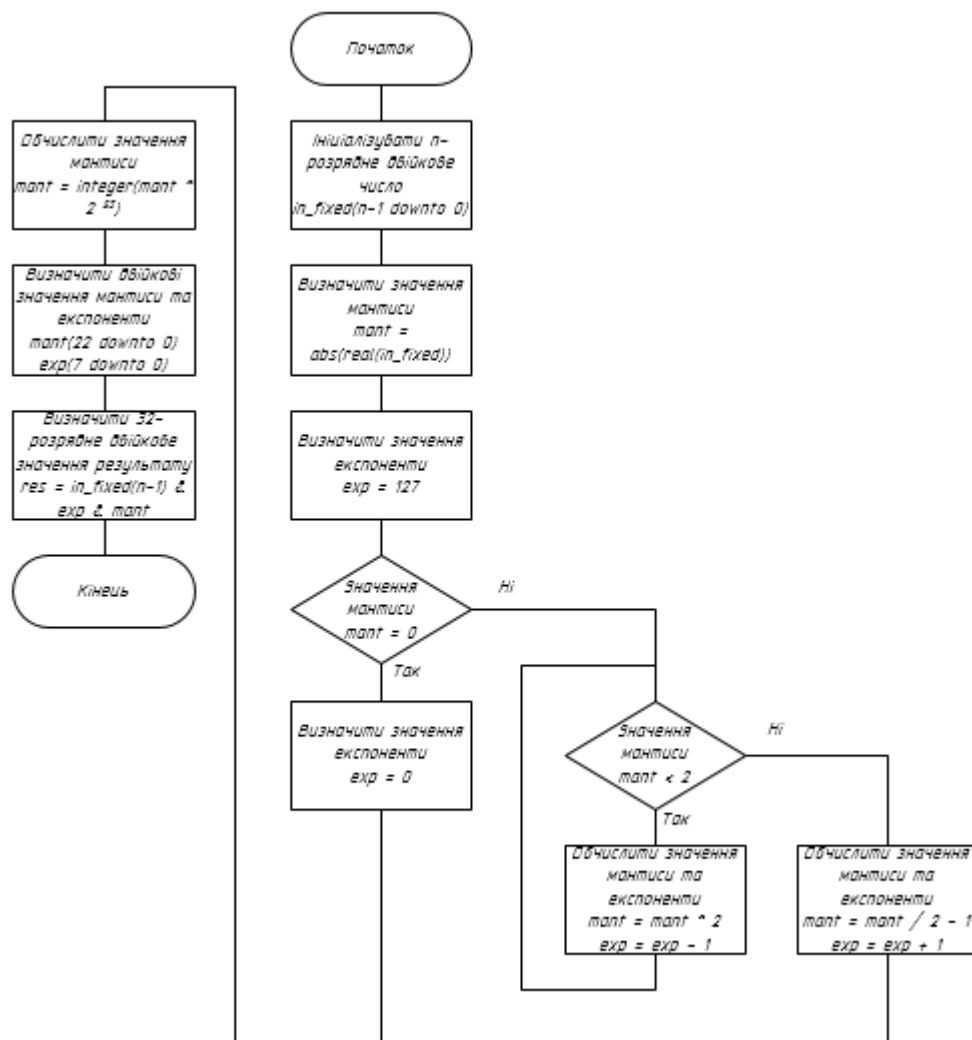 Початок
Ініціалізувати n-
розрядне двійкове
число
in_fixed(n-1 downto 0)
Визначити значення
мантиси
mant =
abs(real(in_fixed))
Визначити значення
експоненти
exp = 127
Значення
мантиси
mant = 0
Ні
Так
Визначити значення
експоненти
exp = 0
Значення
мантиси
mant < 2
Ні
Так
Обчислити значення
мантиси та
експоненти
mant = mant * 2
exp = exp - 1
Обчислити значення
мантиси та
експоненти
mant = mant / 2 - 1
exp = exp + 1
Обчислити значення
мантиси
mant = integer(mant *
2 23)
Визначити двійкові
значення мантиси та
експоненти
mant(22 downto 0)
exp(7 downto 0)
Визначити 32-
розрядне двійкове
значення результату
res = in_fixed(n-1) &
exp & mant
Кінець